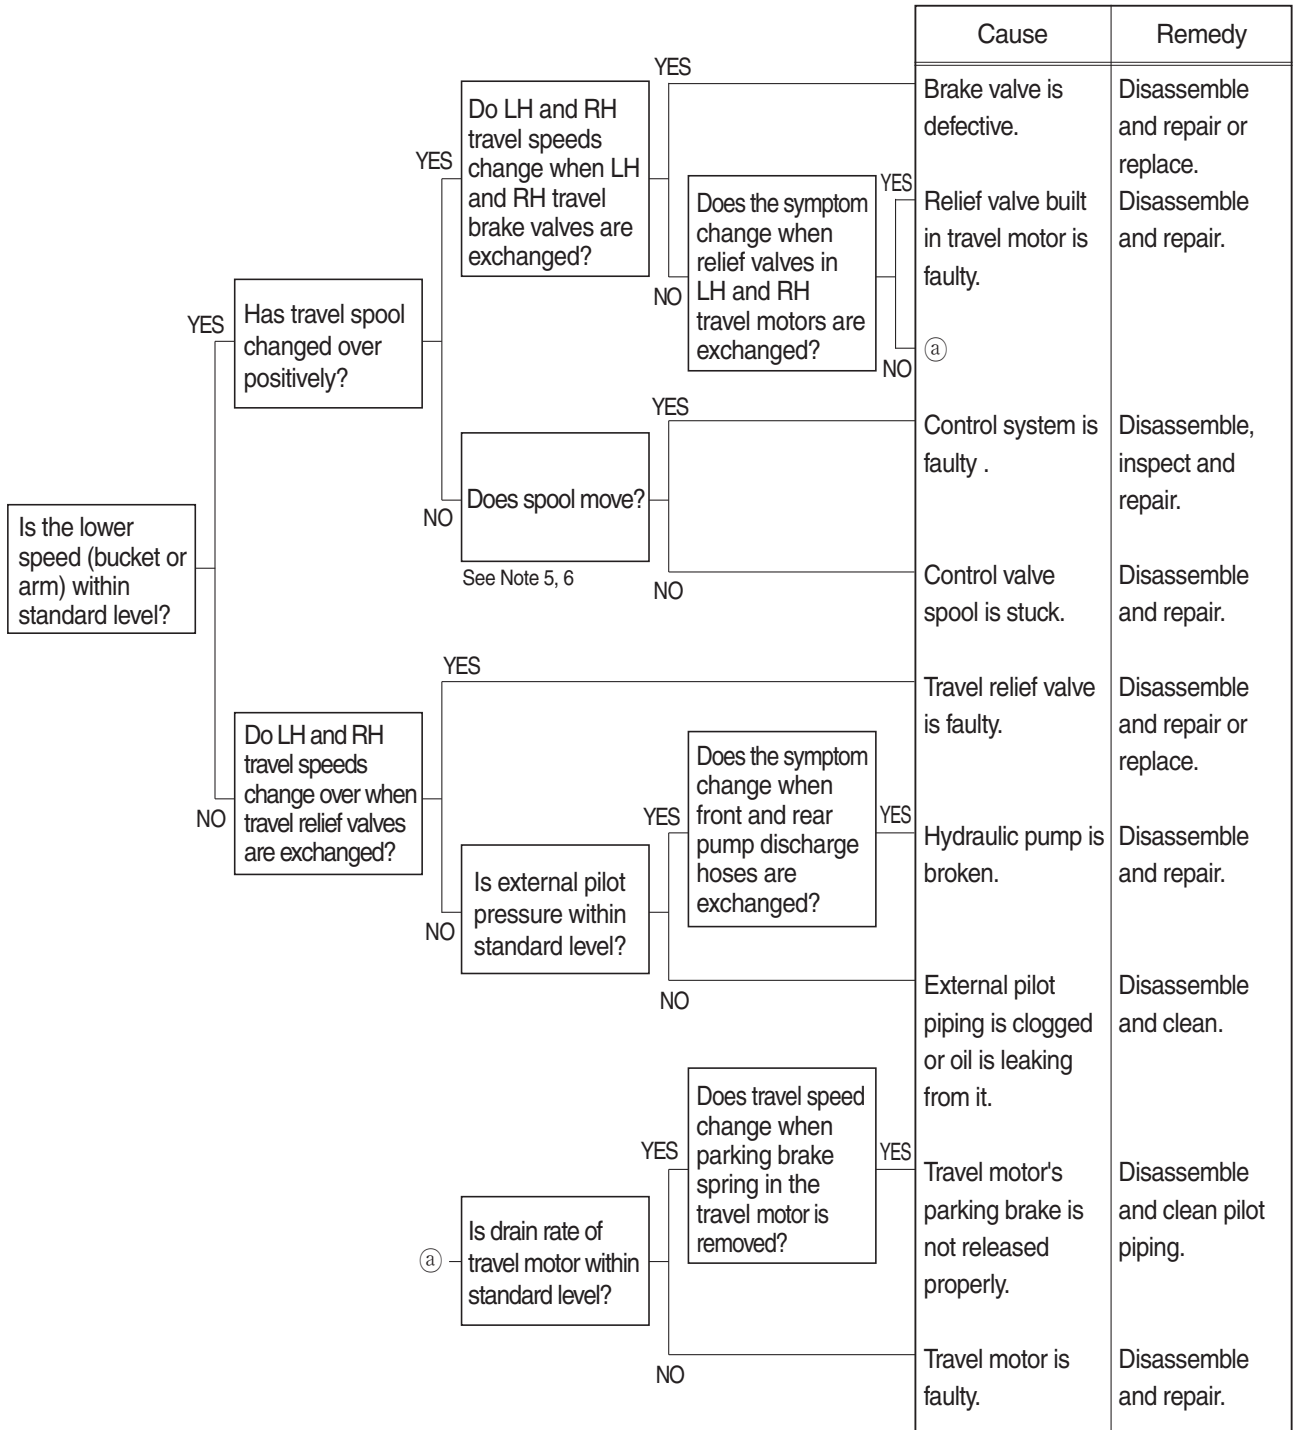 Cause
Remedy
YES
Do LH and RH
travel speeds
change when LH
and RH travel
brake valves are
exchanged?
Brake valve is
defective.
Disassemble
and repair or
replace.
YES
NO
Does the symptom
change when
relief valves in
LH and RH
travel motors are
exchanged?
YES
Relief valve built
in travel motor is
faulty.
Disassemble
and repair.
NO
ⓐ
YES
Has travel spool
changed over
positively?
NO
Does spool move?
See Note 5, 6
YES
Control system is
faulty .
Disassemble,
inspect and
repair.
NO
Control valve
spool is stuck.
Disassemble
and repair.
Is the lower
speed (bucket or
arm) within
standard level?
NO
Do LH and RH
travel speeds
change over when
travel relief valves
are exchanged?
YES
Travel relief valve
is faulty.
Disassemble
and repair or
replace.
NO
Is external pilot
pressure within
standard level?
YES
Does the symptom
change when
front and rear
pump discharge
hoses are
exchanged?
YES
Hydraulic pump is
broken.
Disassemble
and repair.
NO
External pilot
piping is clogged
or oil is leaking
from it.
Disassemble
and clean.
ⓐ
Is drain rate of
travel motor within
standard level?
YES
Does travel speed
change when
parking brake
spring in the
travel motor is
removed?
YES
Travel motor's
parking brake is
not released
properly.
Disassemble
and clean pilot
piping.
NO
Travel motor is
faulty.
Disassemble
and repair.